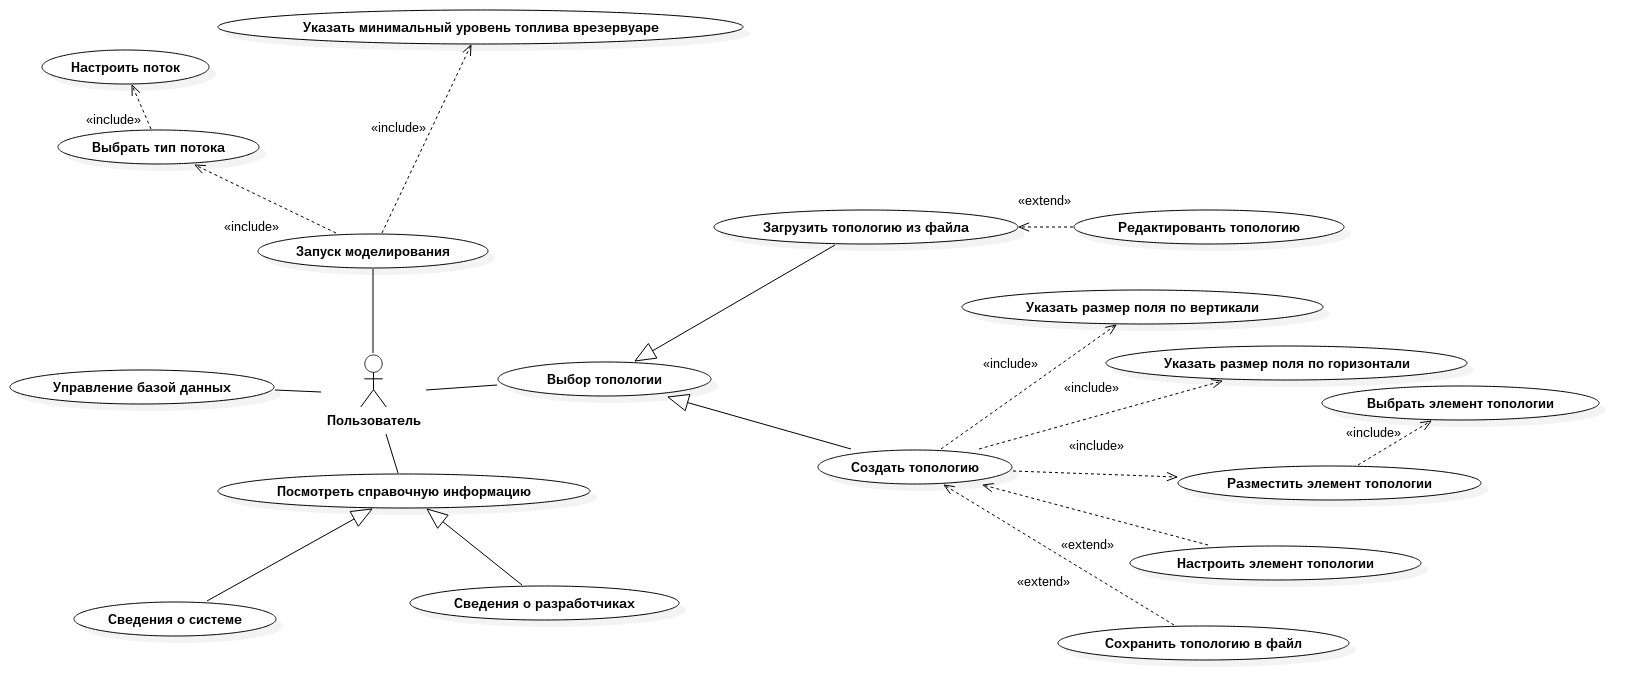 Указать минимальный уровень топлива врезервуаре
Настроить поток
«include»
«include»
Выбрать тип потока
«include»
Запуск моделирования
«extend»
Загрузить топологию из файла
Редактированть топологию
Указать размер поля по вертикали
«include»
Указать размер поля по горизонтали
Управление базой данных
Выбор топологии
«include»
Выбрать элемент топологии
Пользователь
«include»
«include»
Создать топологию
Разместить элемент топологии
Посмотреть справочную информацию
«extend»
Настроить элемент топологии
«extend»
Сведения о разработчиках
Сведения о системе
Сохранить топологию в файл